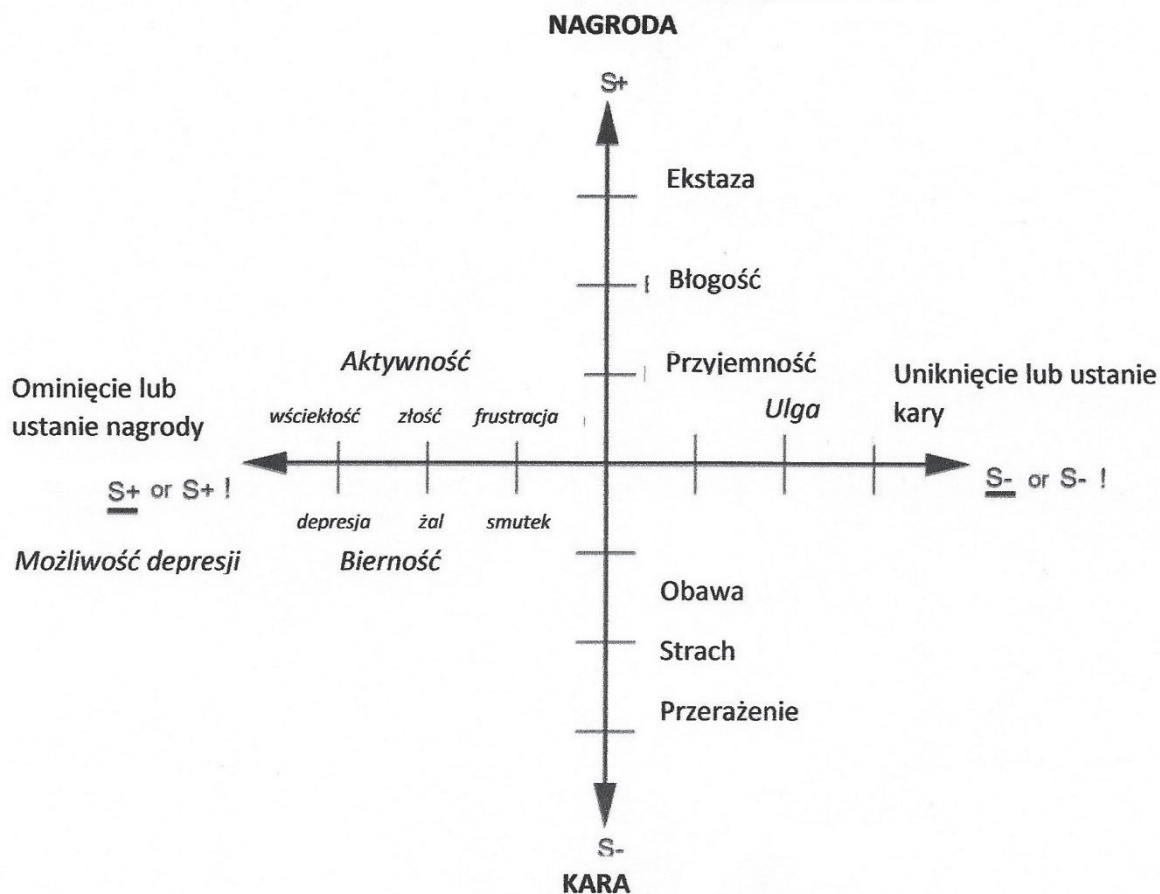 NAGRODA
S+
Ekstaza
Błogość
Aktywność
Przyjemność
Ominięcie lub
ustanie nagrody
Uniknięcie lub ustanie
kary
wściekłość złość frustracja
Ulga
S+ or S+ !
S- or S- !
depresja żal smutek
Możliwość depresji
Bierność
Obawa
Strach
Przerażenie
S-
KARA